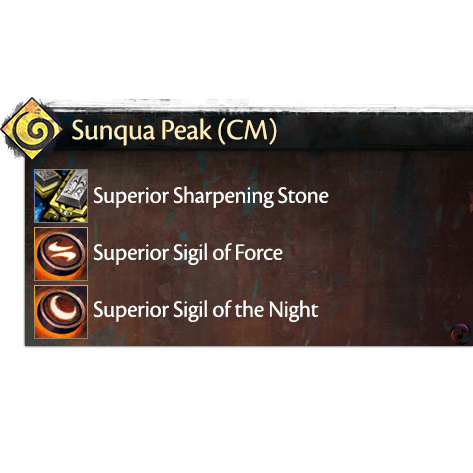 Sunqua Peak (CM)
Superior Sharpening Stone
Superior Sigil of Force
Superior Sigil of the Night